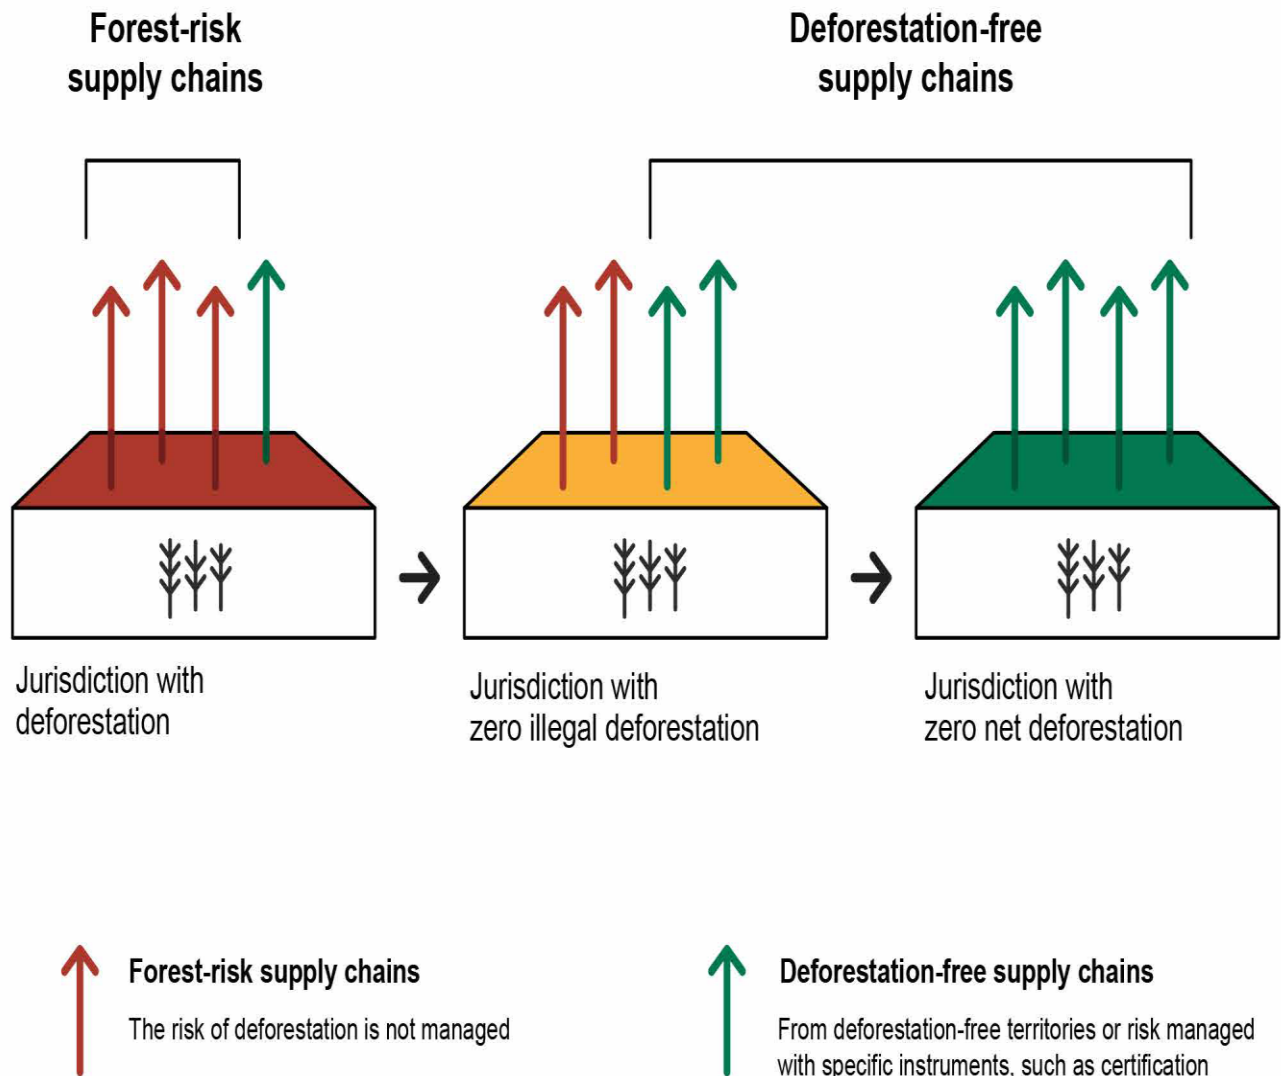 Forest-risk
supply chains
Deforestation-free
supply chains
Jurisdiction with
deforestation
Jurisdiction with
zero illegal deforestation
Jurisdiction with
zero net deforestation
Forest-risk supply chains
The risk of deforestation is not managed
Deforestation-free supply chains
From deforestation-free territories or risk managed
with specific instruments, such as certification